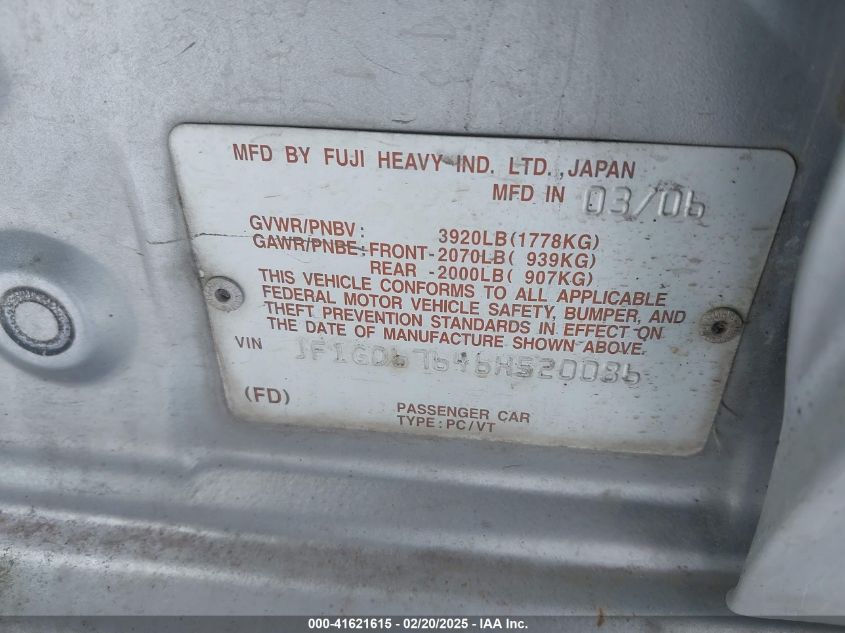 MFD BY FUJI HEAVY IND. LTD., JAPAN
MFD IN 03/06
GVWR/PNBV: 3920LB(1778KG)
GAWR/PNBE:FRONT-2070LB( 939KG)
REAR -2000LB( 907KG)
THIS VEHICLE CONFORMS TO ALL APPLICABLE
FEDERAL MOTOR VEHICLE SAFETY, BUMPER, AND
THEFT PREVENTION STANDARDS IN EFFECT ON
THE DATE OF MANUFACTURE SHOWN ABOVE.
VIN JF1GD67646H520086
(FD)
PASSENGER CAR
TYPE:PC/VT
000-41621615 - 02/20/2025 - IAA Inc.